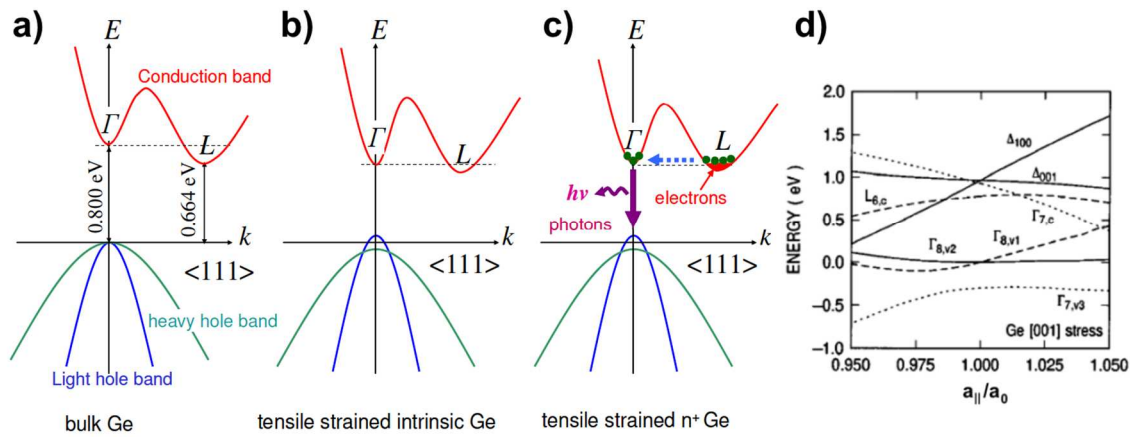 a)
E
Conduction band
Γ
L
0.800 eV
0.664 eV
k
<111>
heavy hole band
Light hole band
bulk Ge
b)
E
Γ
L
k
<111>
tensile strained intrinsic Ge
c)
E
Γ
L
hν
photons
electrons
k
<111>
tensile strained n⁺ Ge
d)
2.0
1.5
1.0
0.5
0.0
−0.5
−1.0
ENERGY (eV)
Δ100
Δ001
L6,c
Γ7,c
Γ8,v2
Γ8,v1
Γ7,v3
Ge [001] stress
0.950 0.975 1.000 1.025 1.050
a||/a0